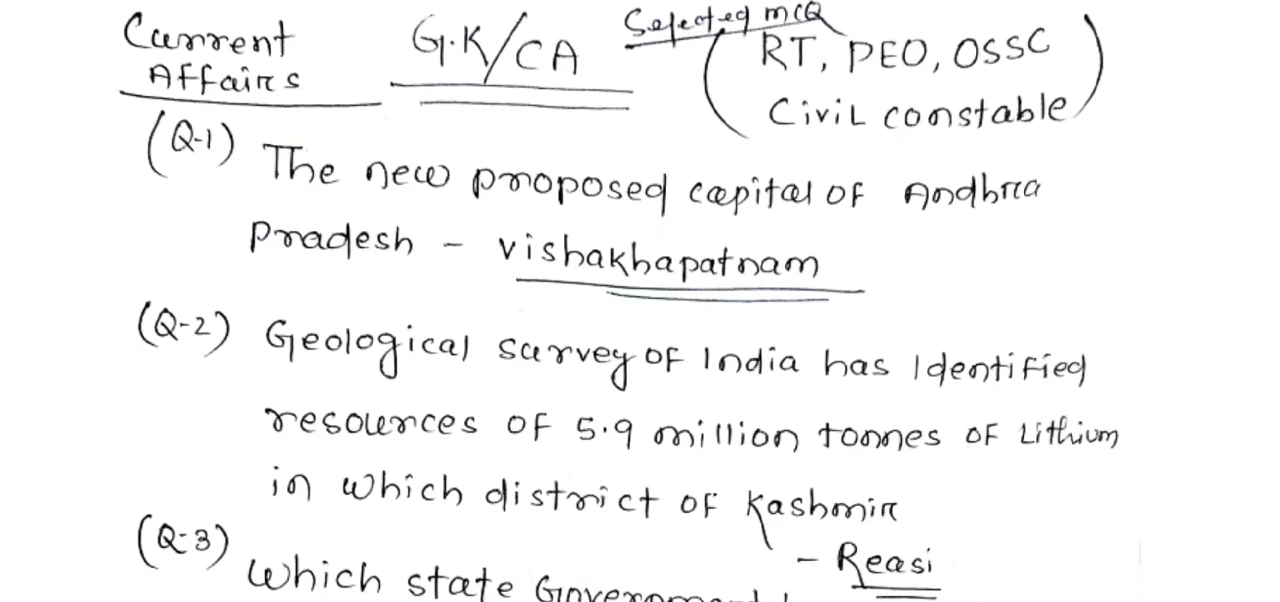 Current
Affairs
G.K/CA
Selected MCQ
(RT, PEO, OSSC
Civil constable)
(Q-1) The new proposed capital of Andhra
Pradesh - Vishakhapatnam
(Q-2) Geological survey of India has Identified
resources of 5.9 million tonnes of Lithium
in which district of Kashmir
- Reasi
(Q-3) Which state Government